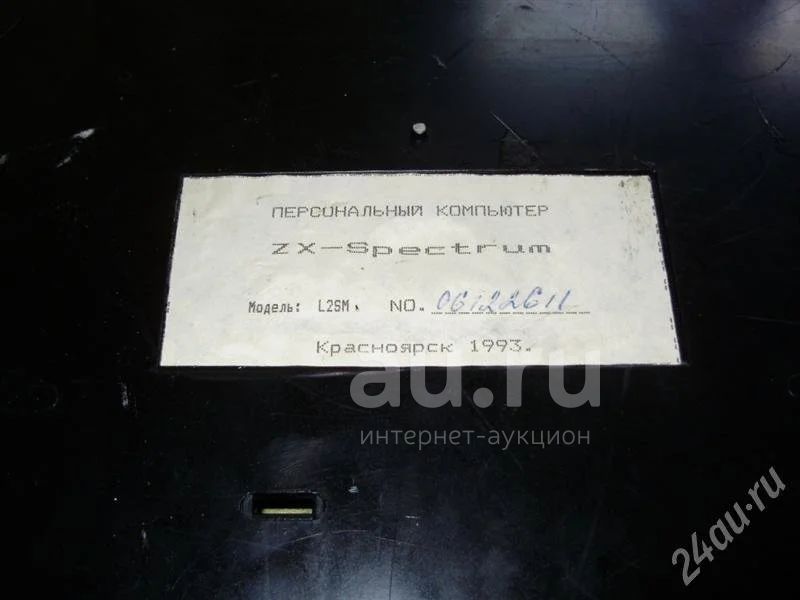 ПЕРСОНАЛЬНЫЙ КОМПЬЮТЕР
ZX-Spectrum
Модель: L2SM NO.
Красноярск 1993.
au.ru
интернет-аукцион
24au.ru